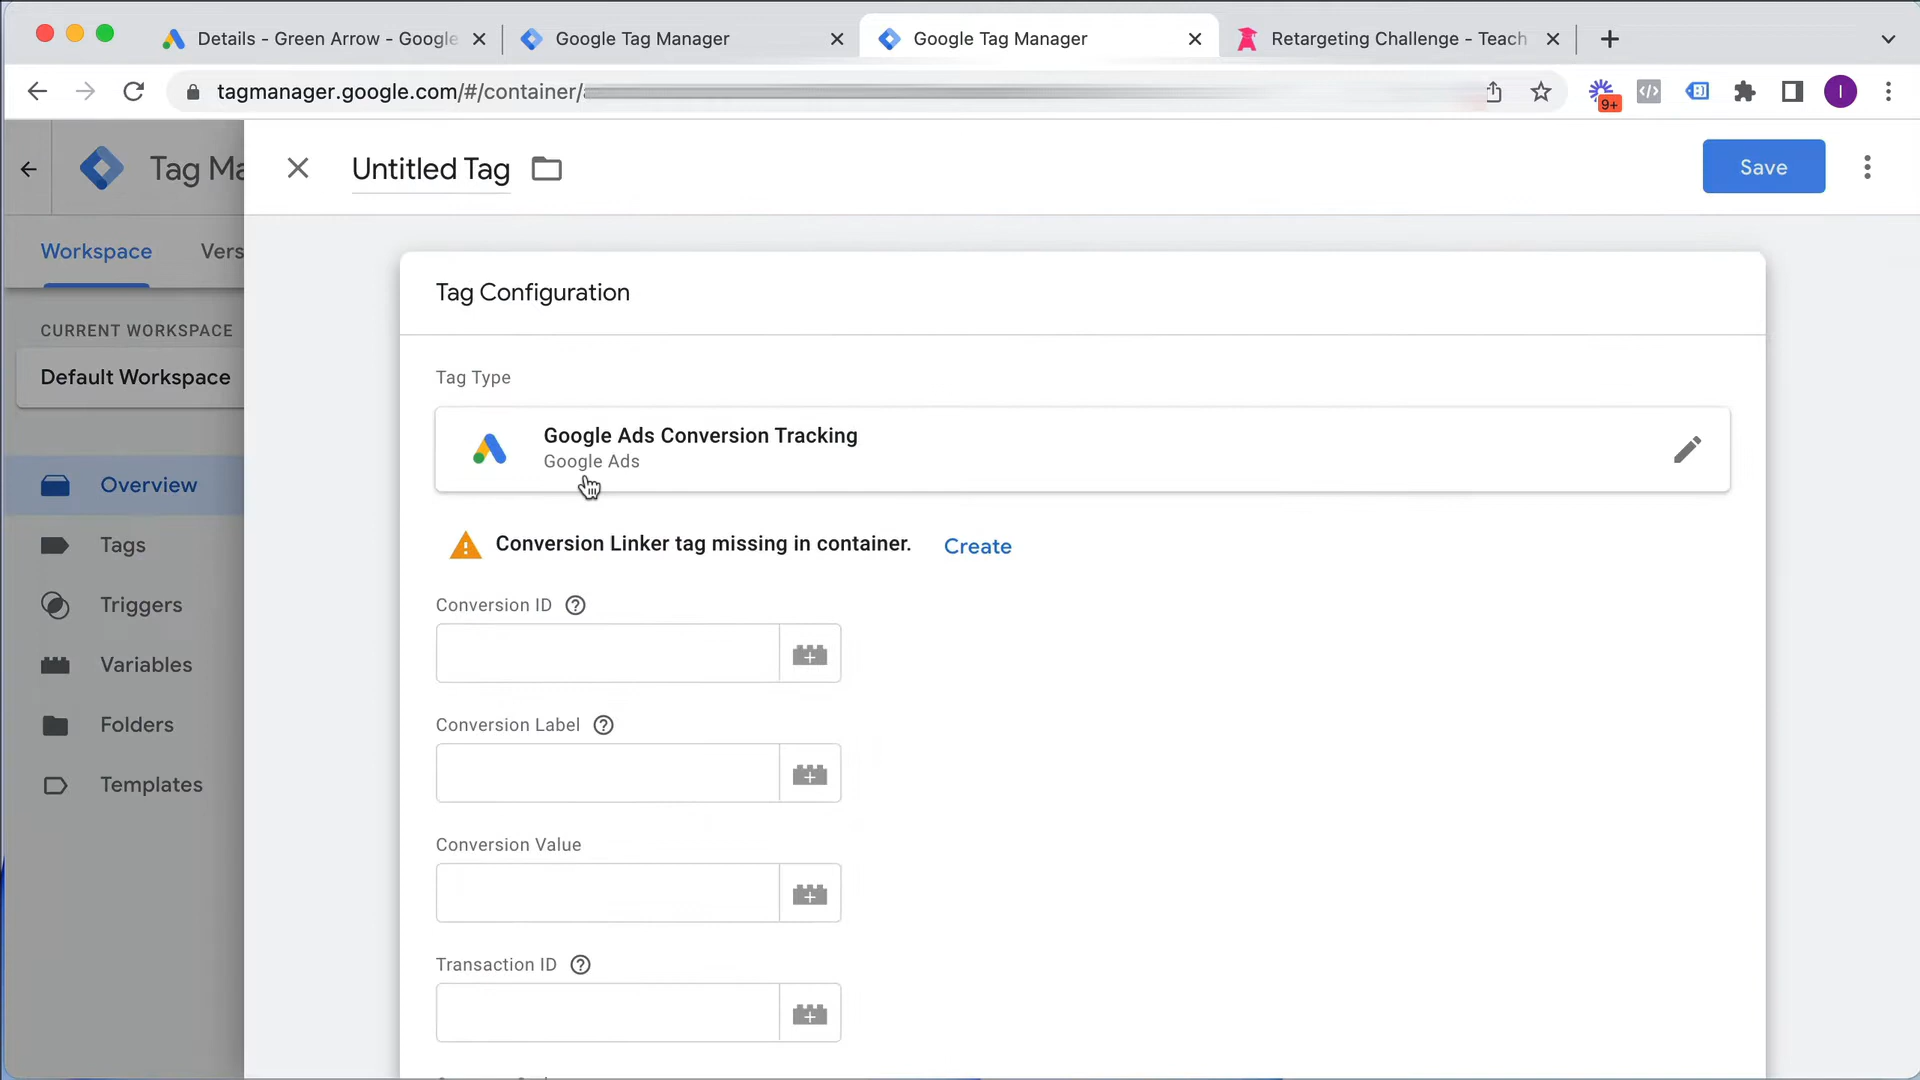 Details - Green Arrow - Google
Google Tag Manager
Google Tag Manager
Retargeting Challenge - Teach
tagmanager.google.com/#/container/
9+
I
Tag Ma
Untitled Tag
Save
Workspace
Vers
Tag Configuration
CURRENT WORKSPACE
Default Workspace
Tag Type
Google Ads Conversion Tracking
Google Ads
Overview
Conversion Linker tag missing in container.
Create
Tags
Conversion ID
Triggers
Variables
Conversion Label
Folders
Templates
Conversion Value
Transaction ID